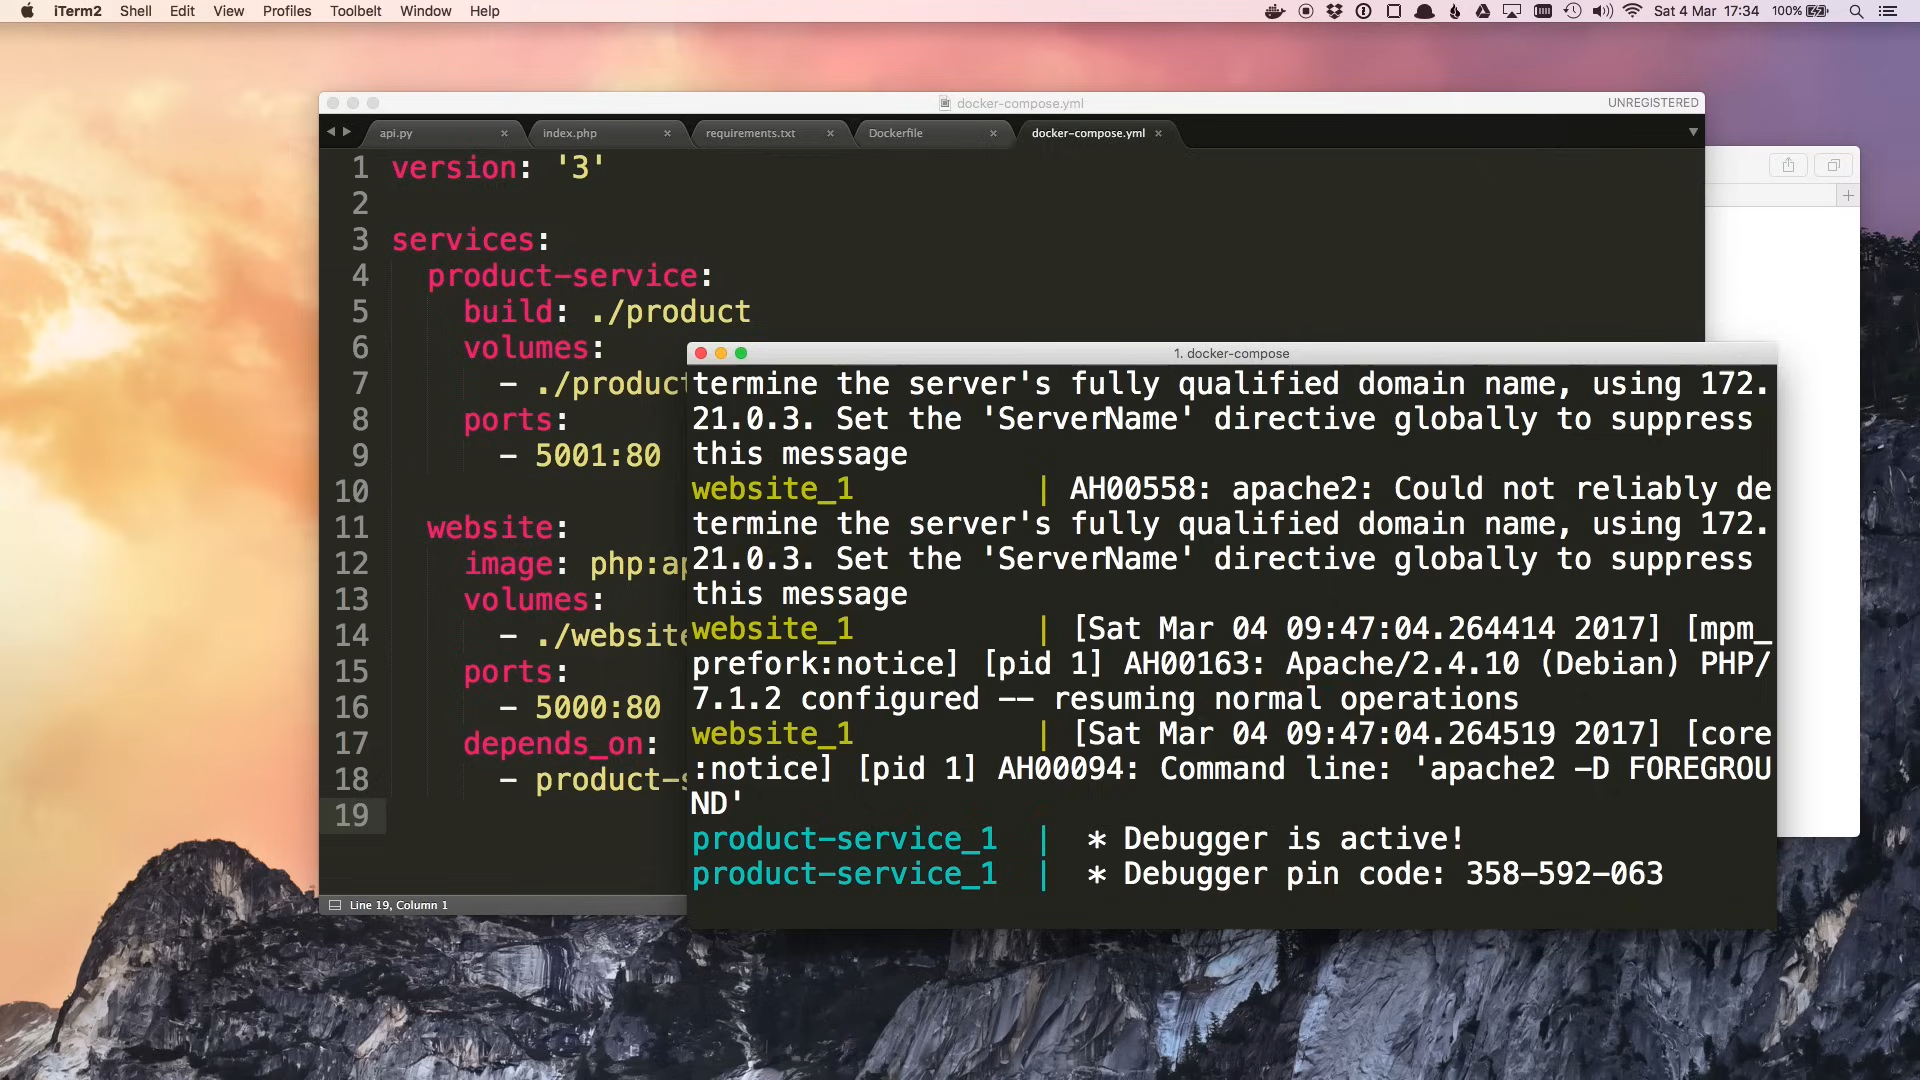 iTerm2 Shell Edit View Profiles Toolbelt Window Help
Sat 4 Mar 17:34 100%
docker-compose.yml
UNREGISTERED
api.py
index.php
requirements.txt
Dockerfile
docker-compose.yml
1 version: '3'
2
3 services:
4 product-service:
5 build: ./product
6 volumes:
7 - ./product
8 ports:
9 - 5001:80
10
11 website:
12 image: php:ap
13 volumes:
14 - ./website
15 ports:
16 - 5000:80
17 depends_on:
18 - product-s
19
Line 19, Column 1
1. docker-compose
termine the server's fully qualified domain name, using 172.
21.0.3. Set the 'ServerName' directive globally to suppress
this message
website_1 | AH00558: apache2: Could not reliably de
termine the server's fully qualified domain name, using 172.
21.0.3. Set the 'ServerName' directive globally to suppress
this message
website_1 | [Sat Mar 04 09:47:04.264414 2017] [mpm_
prefork:notice] [pid 1] AH00163: Apache/2.4.10 (Debian) PHP/
7.1.2 configured -- resuming normal operations
website_1 | [Sat Mar 04 09:47:04.264519 2017] [core
:notice] [pid 1] AH00094: Command line: 'apache2 -D FOREGROU
ND'
product-service_1 | * Debugger is active!
product-service_1 | * Debugger pin code: 358-592-063